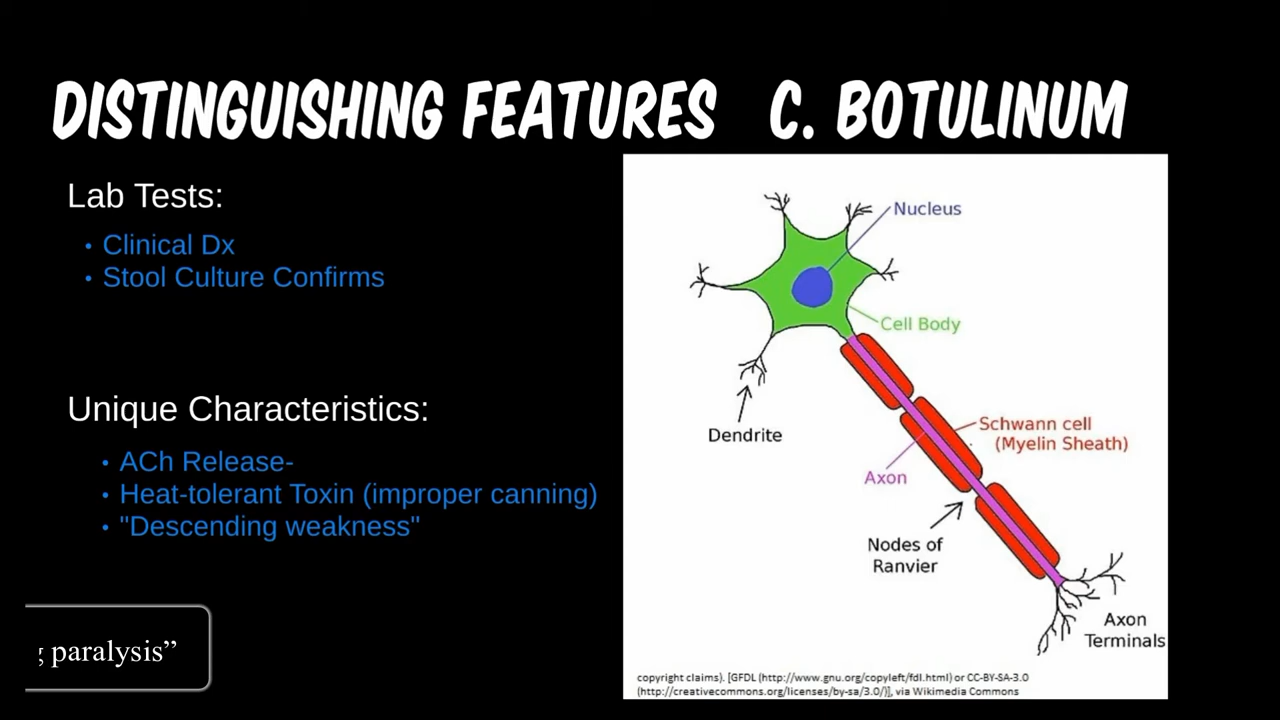 DISTINGUISHING FEATURES C. BOTULINUM
Lab Tests:
• Clinical Dx
• Stool Culture Confirms
Unique Characteristics:
• ACh Release-
• Heat-tolerant Toxin (improper canning)
• "Descending weakness"
g paralysis”
Nucleus
Cell Body
Dendrite
Schwann cell
(Myelin Sheath)
Axon
Nodes of
Ranvier
Axon
Terminals
copyright claims). [GFDL (http://www.gnu.org/copyleft/fdl.html) or CC-BY-SA-3.0
(http://creativecommons.org/licenses/by-sa/3.0/)], via Wikimedia Commons